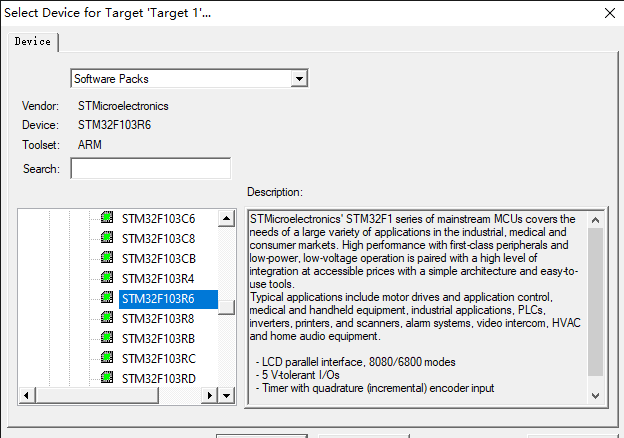 Select Device for Target 'Target 1'...
Device
Software Packs
Vendor: STMicroelectronics
Device: STM32F103R6
Toolset: ARM
Search:
Description:
STM32F103C6
STM32F103C8
STM32F103CB
STM32F103R4
STM32F103R6
STM32F103R8
STM32F103RB
STM32F103RC
STM32F103RD
STMicroelectronics' STM32F1 series of mainstream MCUs covers the
needs of a large variety of applications in the industrial, medical and
consumer markets. High performance with first-class peripherals and
low-power, low-voltage operation is paired with a high level of
integration at accessible prices with a simple architecture and easy-to-
use tools.
Typical applications include motor drives and application control,
medical and handheld equipment, industrial applications, PLCs,
inverters, printers, and scanners, alarm systems, video intercom, HVAC
and home audio equipment.
- LCD parallel interface, 8080/6800 modes
- 5 V-tolerant I/Os
- Timer with quadrature (incremental) encoder input